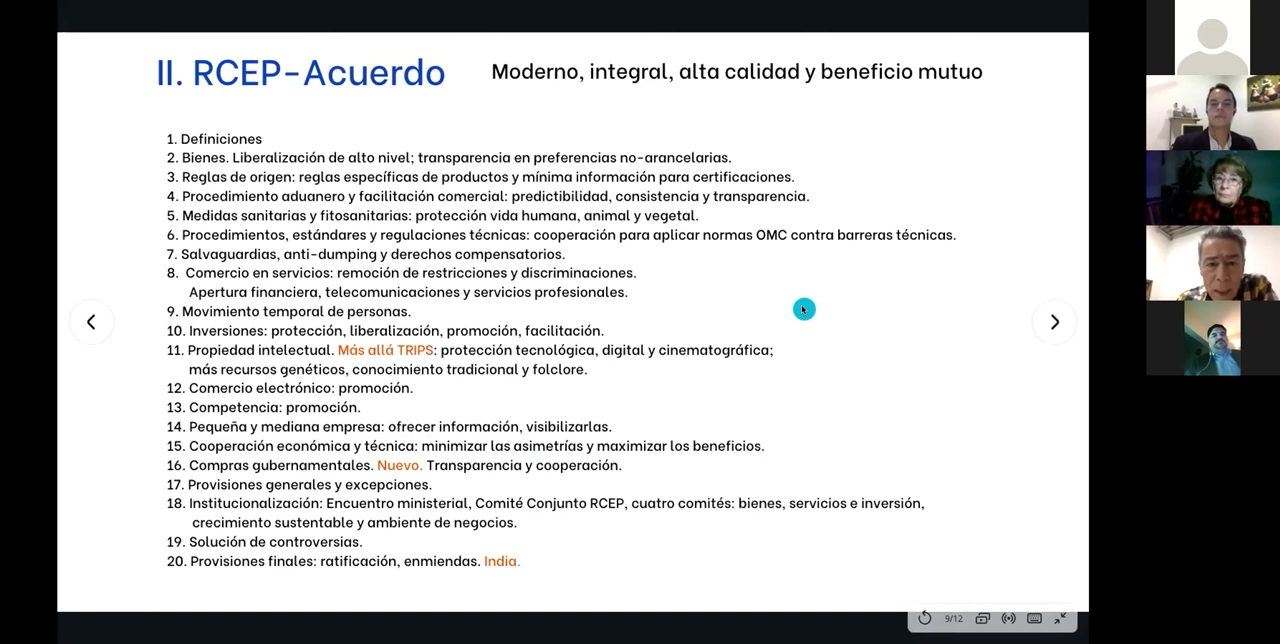 II. RCEP-Acuerdo
Moderno, integral, alta calidad y beneficio mutuo
1. Definiciones
2. Bienes. Liberalización de alto nivel; transparencia en preferencias no-arancelarias.
3. Reglas de origen: reglas específicas de productos y mínima información para certificaciones.
4. Procedimiento aduanero y facilitación comercial: predictibilidad, consistencia y transparencia.
5. Medidas sanitarias y fitosanitarias: protección vida humana, animal y vegetal.
6. Procedimientos, estándares y regulaciones técnicas: cooperación para aplicar normas OMC contra barreras técnicas.
7. Salvaguardias, anti-dumping y derechos compensatorios.
8. Comercio en servicios: remoción de restricciones y discriminaciones.
Apertura financiera, telecomunicaciones y servicios profesionales.
9. Movimiento temporal de personas.
10. Inversiones: protección, liberalización, promoción, facilitación.
11. Propiedad intelectual. Más allá TRIPS: protección tecnológica, digital y cinematográfica;
más recursos genéticos, conocimiento tradicional y folclore.
12. Comercio electrónico: promoción.
13. Competencia: promoción.
14. Pequeña y mediana empresa: ofrecer información, visibilizarlas.
15. Cooperación económica y técnica: minimizar las asimetrías y maximizar los beneficios.
16. Compras gubernamentales. Nuevo. Transparencia y cooperación.
17. Provisiones generales y excepciones.
18. Institucionalización: Encuentro ministerial, Comité Conjunto RCEP, cuatro comités: bienes, servicios e inversión,
crecimiento sustentable y ambiente de negocios.
19. Solución de controversias.
20. Provisiones finales: ratificación, enmiendas. India.
9/12